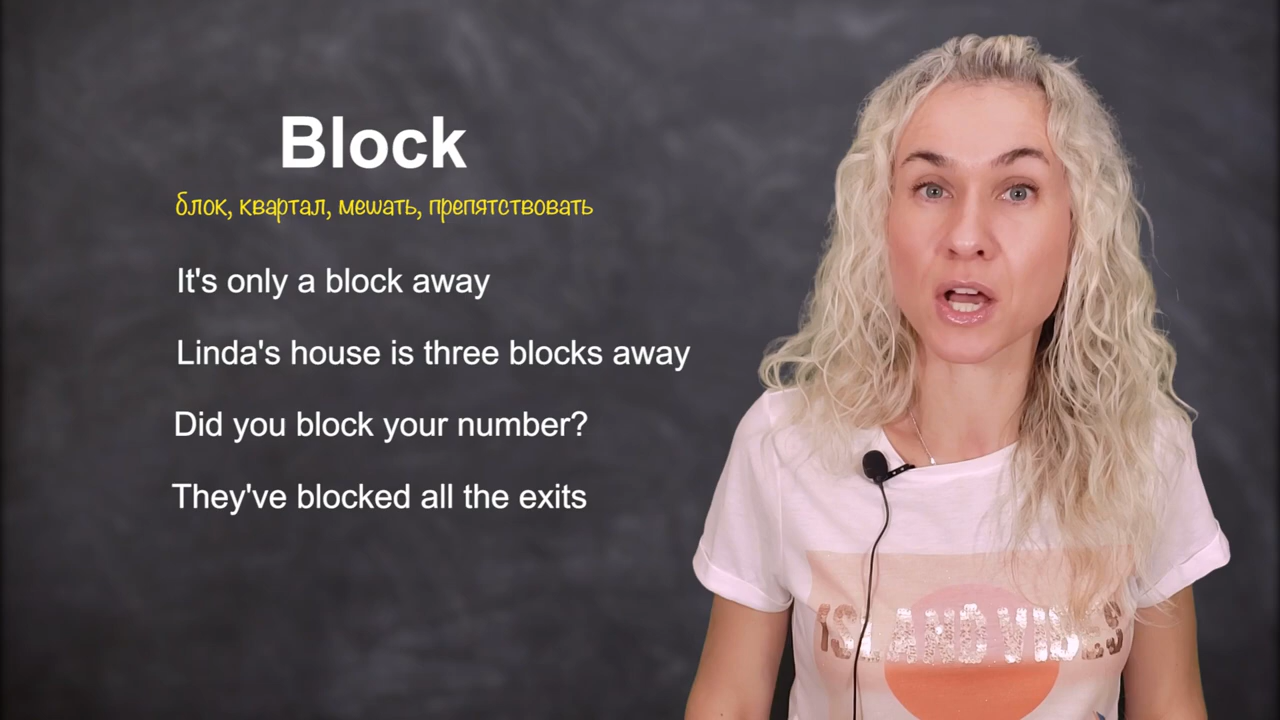 Block
блок, квартал, мешать, препятствовать
It's only a block away
Linda's house is three blocks away
Did you block your number?
They've blocked all the exits
ISLAND VIBES